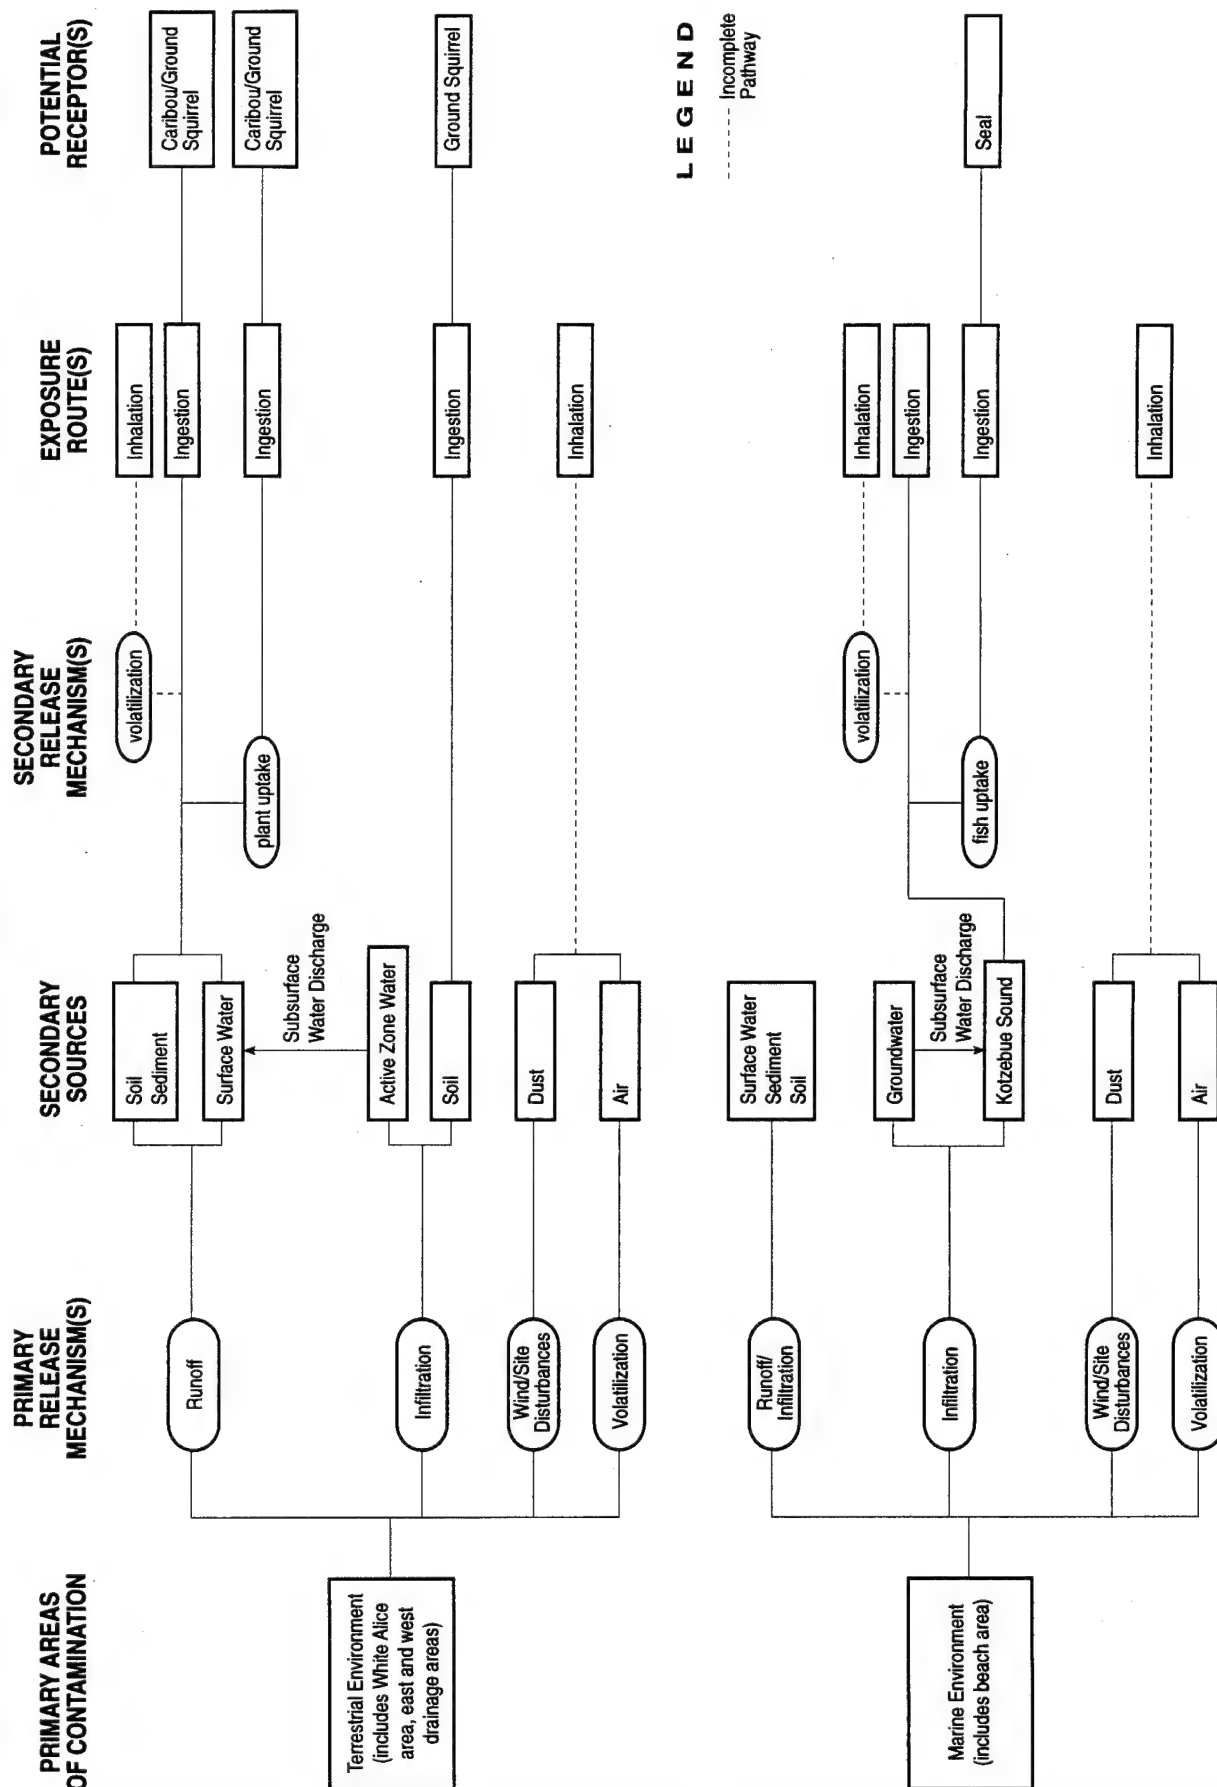 PRIMARY AREAS
OF CONTAMINATION
PRIMARY
RELEASE
MECHANISM(S)
SECONDARY
SOURCES
SECONDARY
RELEASE
MECHANISM(S)
EXPOSURE
ROUTE(S)
POTENTIAL
RECEPTOR(S)
Terrestrial Environment
(includes White Alice
area, east and west
drainage areas)
Runoff
Soil
Sediment
Surface Water
volatilization
Inhalation
Ingestion
Caribou/Ground
Squirrel
plant uptake
Ingestion
Caribou/Ground
Squirrel
Subsurface
Water Discharge
Infiltration
Active Zone Water
Soil
Ingestion
Ground Squirrel
Wind/Site
Disturbances
Dust
Inhalation
Volatilization
Air
LEGEND
Incomplete
Pathway
Marine Environment
(includes beach area)
Runoff/
Infiltration
Surface Water
Sediment
Soil
volatilization
Inhalation
Infiltration
Groundwater
Ingestion
Subsurface
Water Discharge
Kotzebue Sound
fish uptake
Ingestion
Seal
Wind/Site
Disturbances
Dust
Inhalation
Volatilization
Air